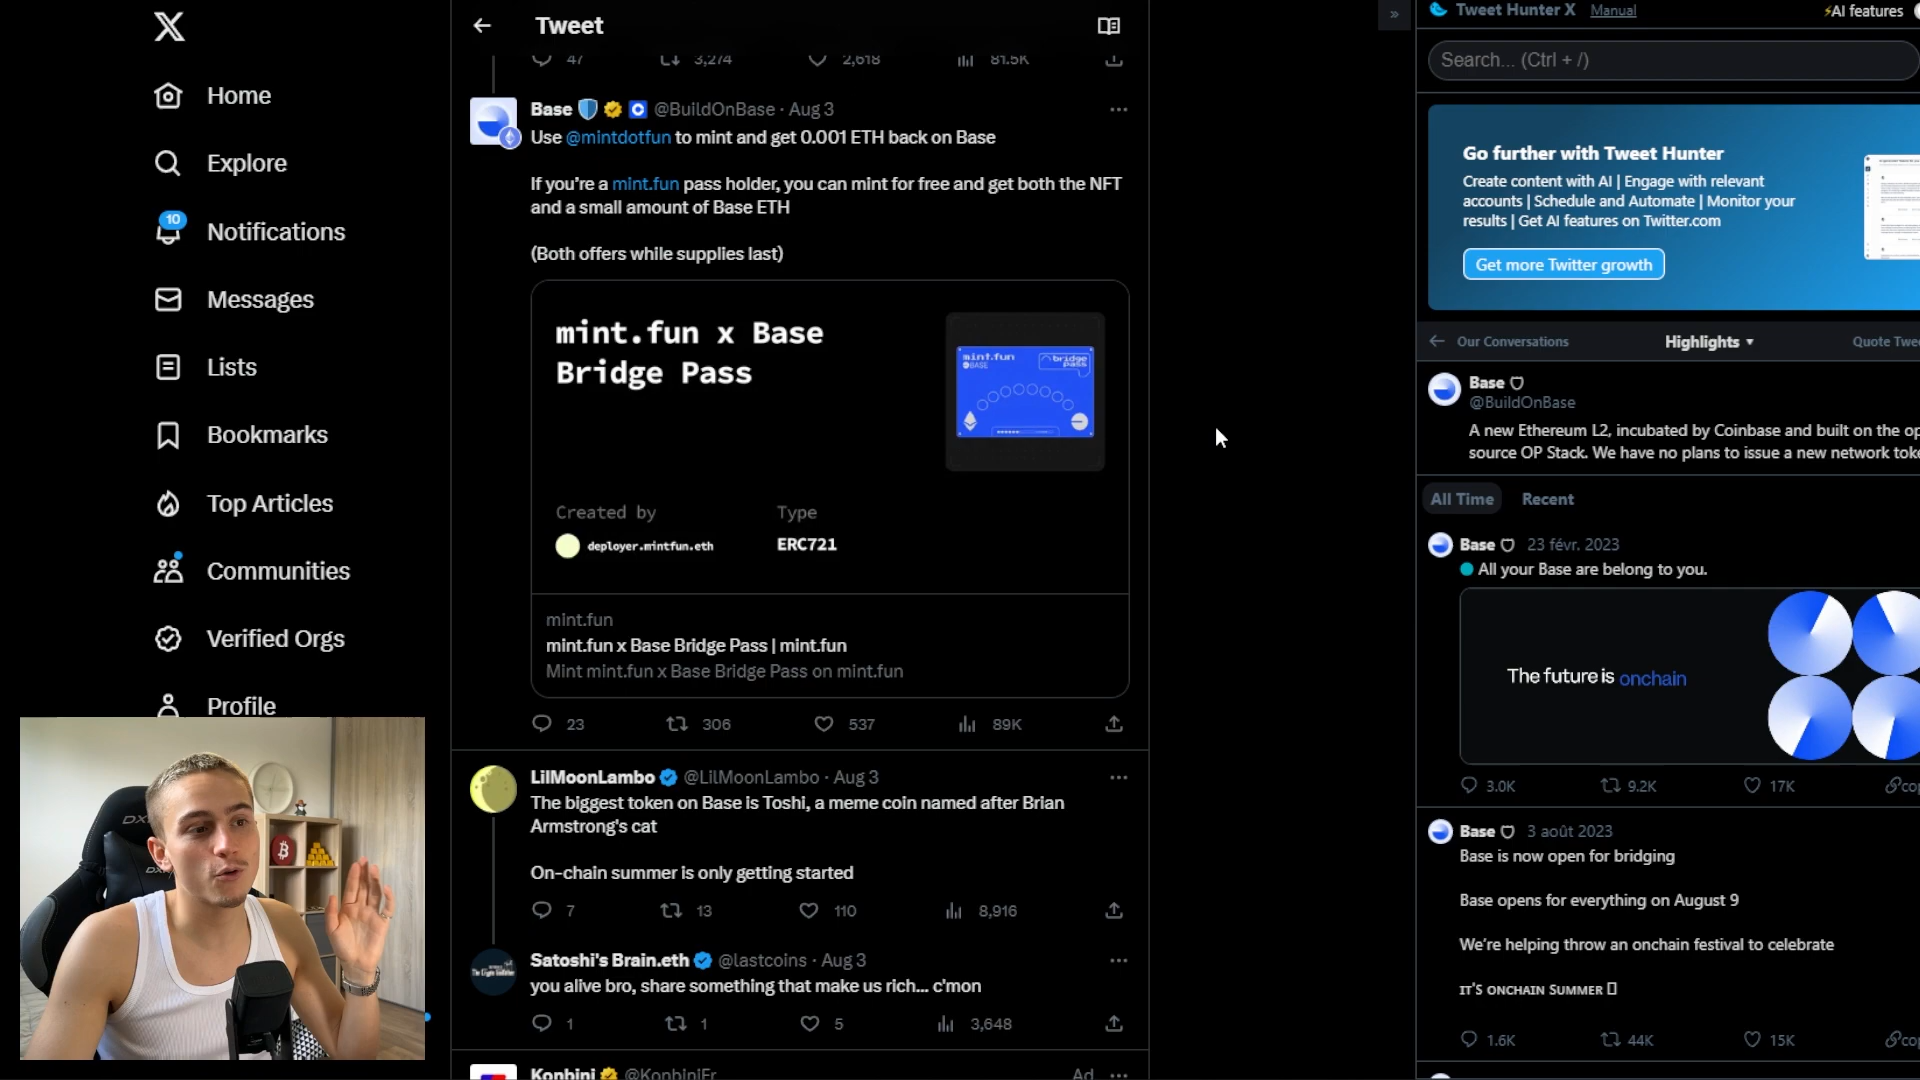 Home
Explore
10
Notifications
Messages
Lists
Bookmarks
Top Articles
Communities
Verified Orgs
Profile
Tweet
47 3,274 2,618 81.5K
Base @BuildOnBase · Aug 3
Use @mintdotfun to mint and get 0.001 ETH back on Base
If you're a mint.fun pass holder, you can mint for free and get both the NFT
and a small amount of Base ETH
(Both offers while supplies last)
mint.fun x Base
Bridge Pass
mint.fun
BASE
bridge
pass
Created by
deployer.mintfun.eth
Type
ERC721
mint.fun
mint.fun x Base Bridge Pass | mint.fun
Mint mint.fun x Base Bridge Pass on mint.fun
23 306 537 89K
LilMoonLambo @LilMoonLambo · Aug 3
The biggest token on Base is Toshi, a meme coin named after Brian
Armstrong's cat
On-chain summer is only getting started
7 13 110 8,916
Satoshi's Brain.eth @lastcoins · Aug 3
you alive bro, share something that make us rich... c'mon
1 1 5 3,648
Konbini @KonbiniFr Ad
»
Tweet Hunter X Manual ⚡AI features
Search... (Ctrl + /)
Go further with Tweet Hunter
Create content with AI | Engage with relevant
accounts | Schedule and Automate | Monitor your
results | Get AI features on Twitter.com
Get more Twitter growth
Our Conversations Highlights ▾ Quote Twee
Base
@BuildOnBase
A new Ethereum L2, incubated by Coinbase and built on the op
source OP Stack. We have no plans to issue a new network toke
All Time Recent
Base 23 févr. 2023
All your Base are belong to you.
The future is onchain
3.0K 9.2K 17K cop
Base 3 août 2023
Base is now open for bridging
Base opens for everything on August 9
We're helping throw an onchain festival to celebrate
ɪᴛ's ᴏɴᴄʜᴀɪɴ Sᴜᴍᴍᴇʀ
1.6K 44K 15K cop